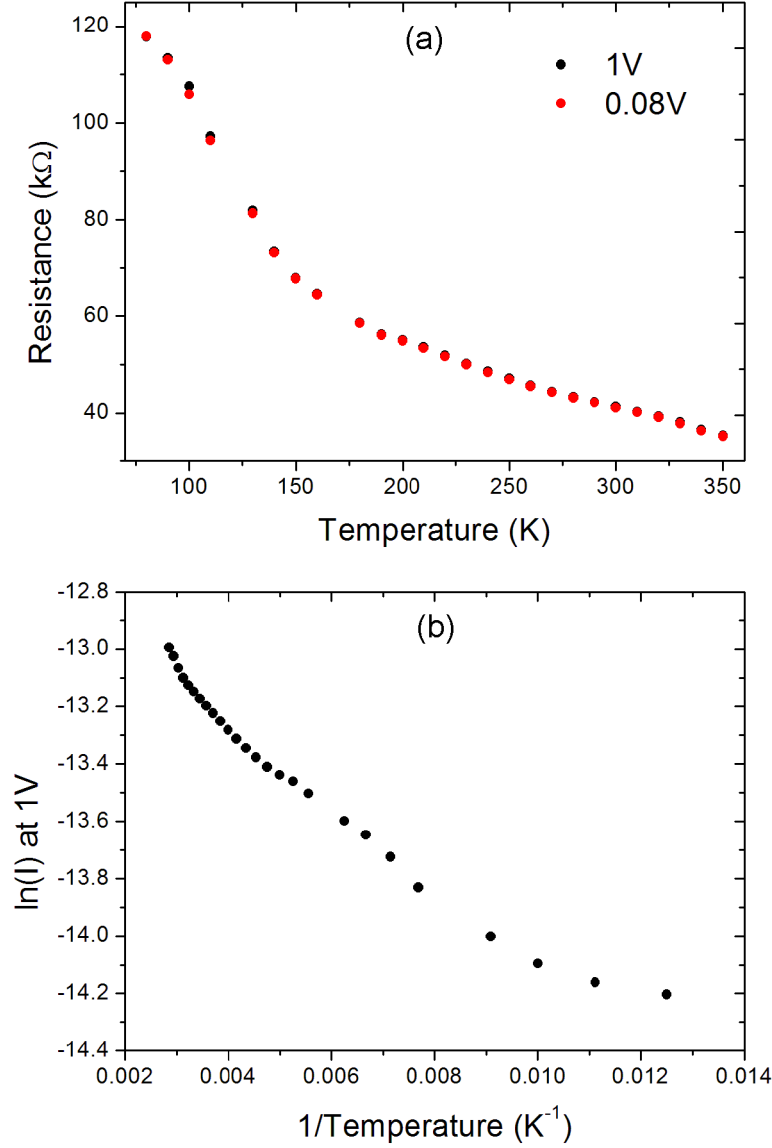 (a)
1V
0.08V
120
100
80
60
40
Resistance (kΩ)
100 150 200 250 300 350
Temperature (K)
(b)
-12.8
-13.0
-13.2
-13.4
-13.6
-13.8
-14.0
-14.2
-14.4
ln(I) at 1V
0.002 0.004 0.006 0.008 0.010 0.012 0.014
1/Temperature (K⁻¹)